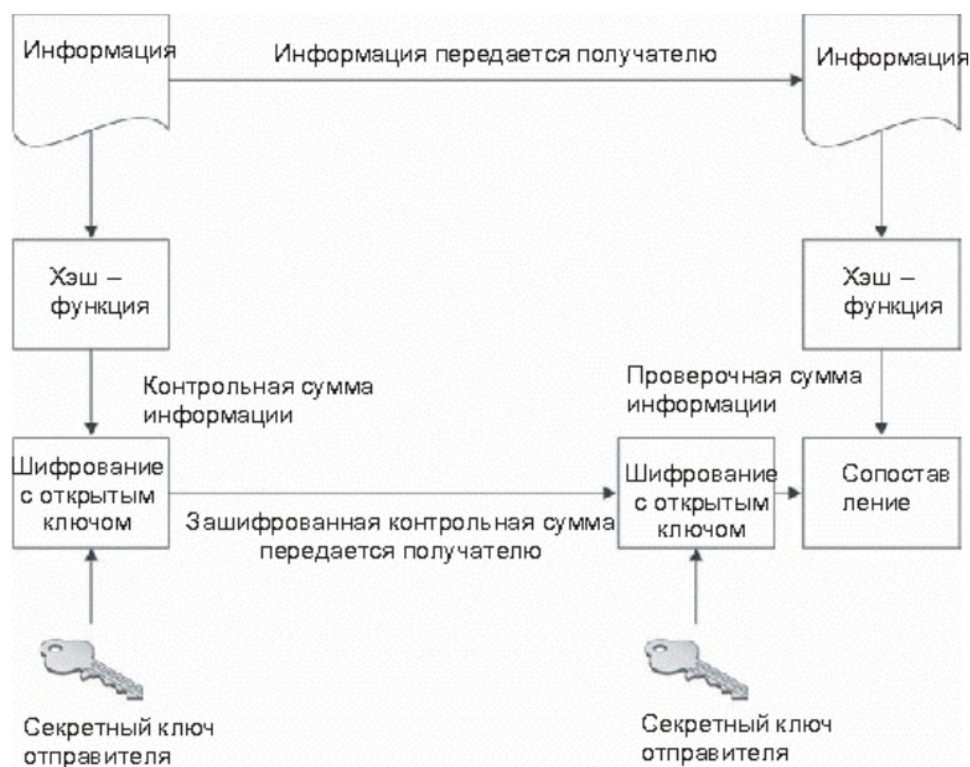 Информация
Информация передается получателю
Информация
Хэш –
функция
Хэш –
функция
Контрольная сумма
информации
Проверочная сумма
информации
Шифрование
с открытым
ключом
Зашифрованная контрольная сумма
передается получателю
Шифрование
с открытым
ключом
Сопостав
ление
Секретный ключ
отправителя
Секретный ключ
отправителя